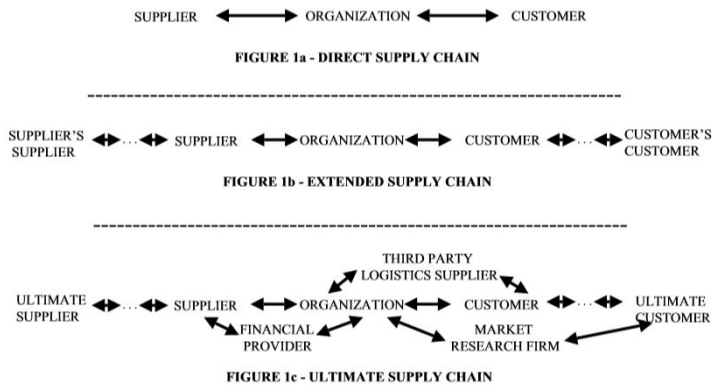 SUPPLIER ORGANIZATION CUSTOMER
FIGURE 1a - DIRECT SUPPLY CHAIN
SUPPLIER'S
SUPPLIER
... SUPPLIER ORGANIZATION CUSTOMER ...
CUSTOMER'S
CUSTOMER
FIGURE 1b - EXTENDED SUPPLY CHAIN
THIRD PARTY
LOGISTICS SUPPLIER
ULTIMATE
SUPPLIER
... SUPPLIER ORGANIZATION CUSTOMER ...
ULTIMATE
CUSTOMER
FINANCIAL
PROVIDER
MARKET
RESEARCH FIRM
FIGURE 1c - ULTIMATE SUPPLY CHAIN